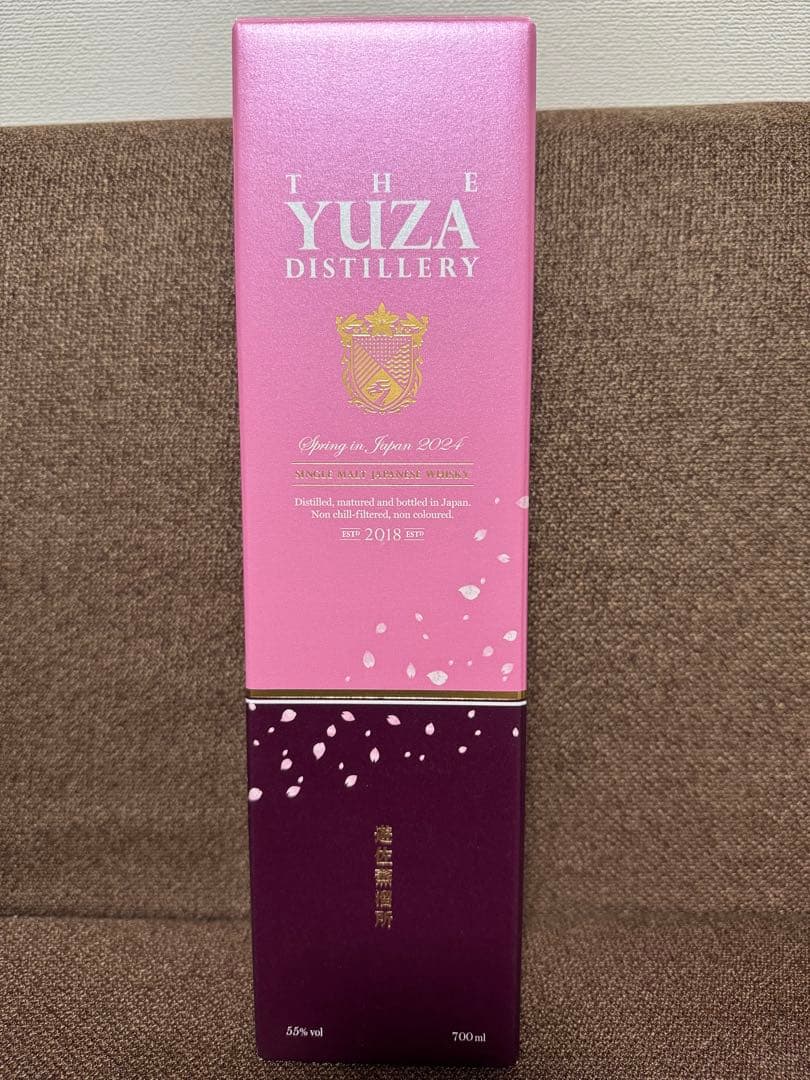 THE
YUZA
DISTILLERY
Spring in Japan 2024
SINGLE MALT JAPANESE WHISKY
Distilled, matured and bottled in Japan.
Non chill-filtered, non coloured.
ESTD 2018 ESTD
遊佐蒸溜所
55% vol
700 ml